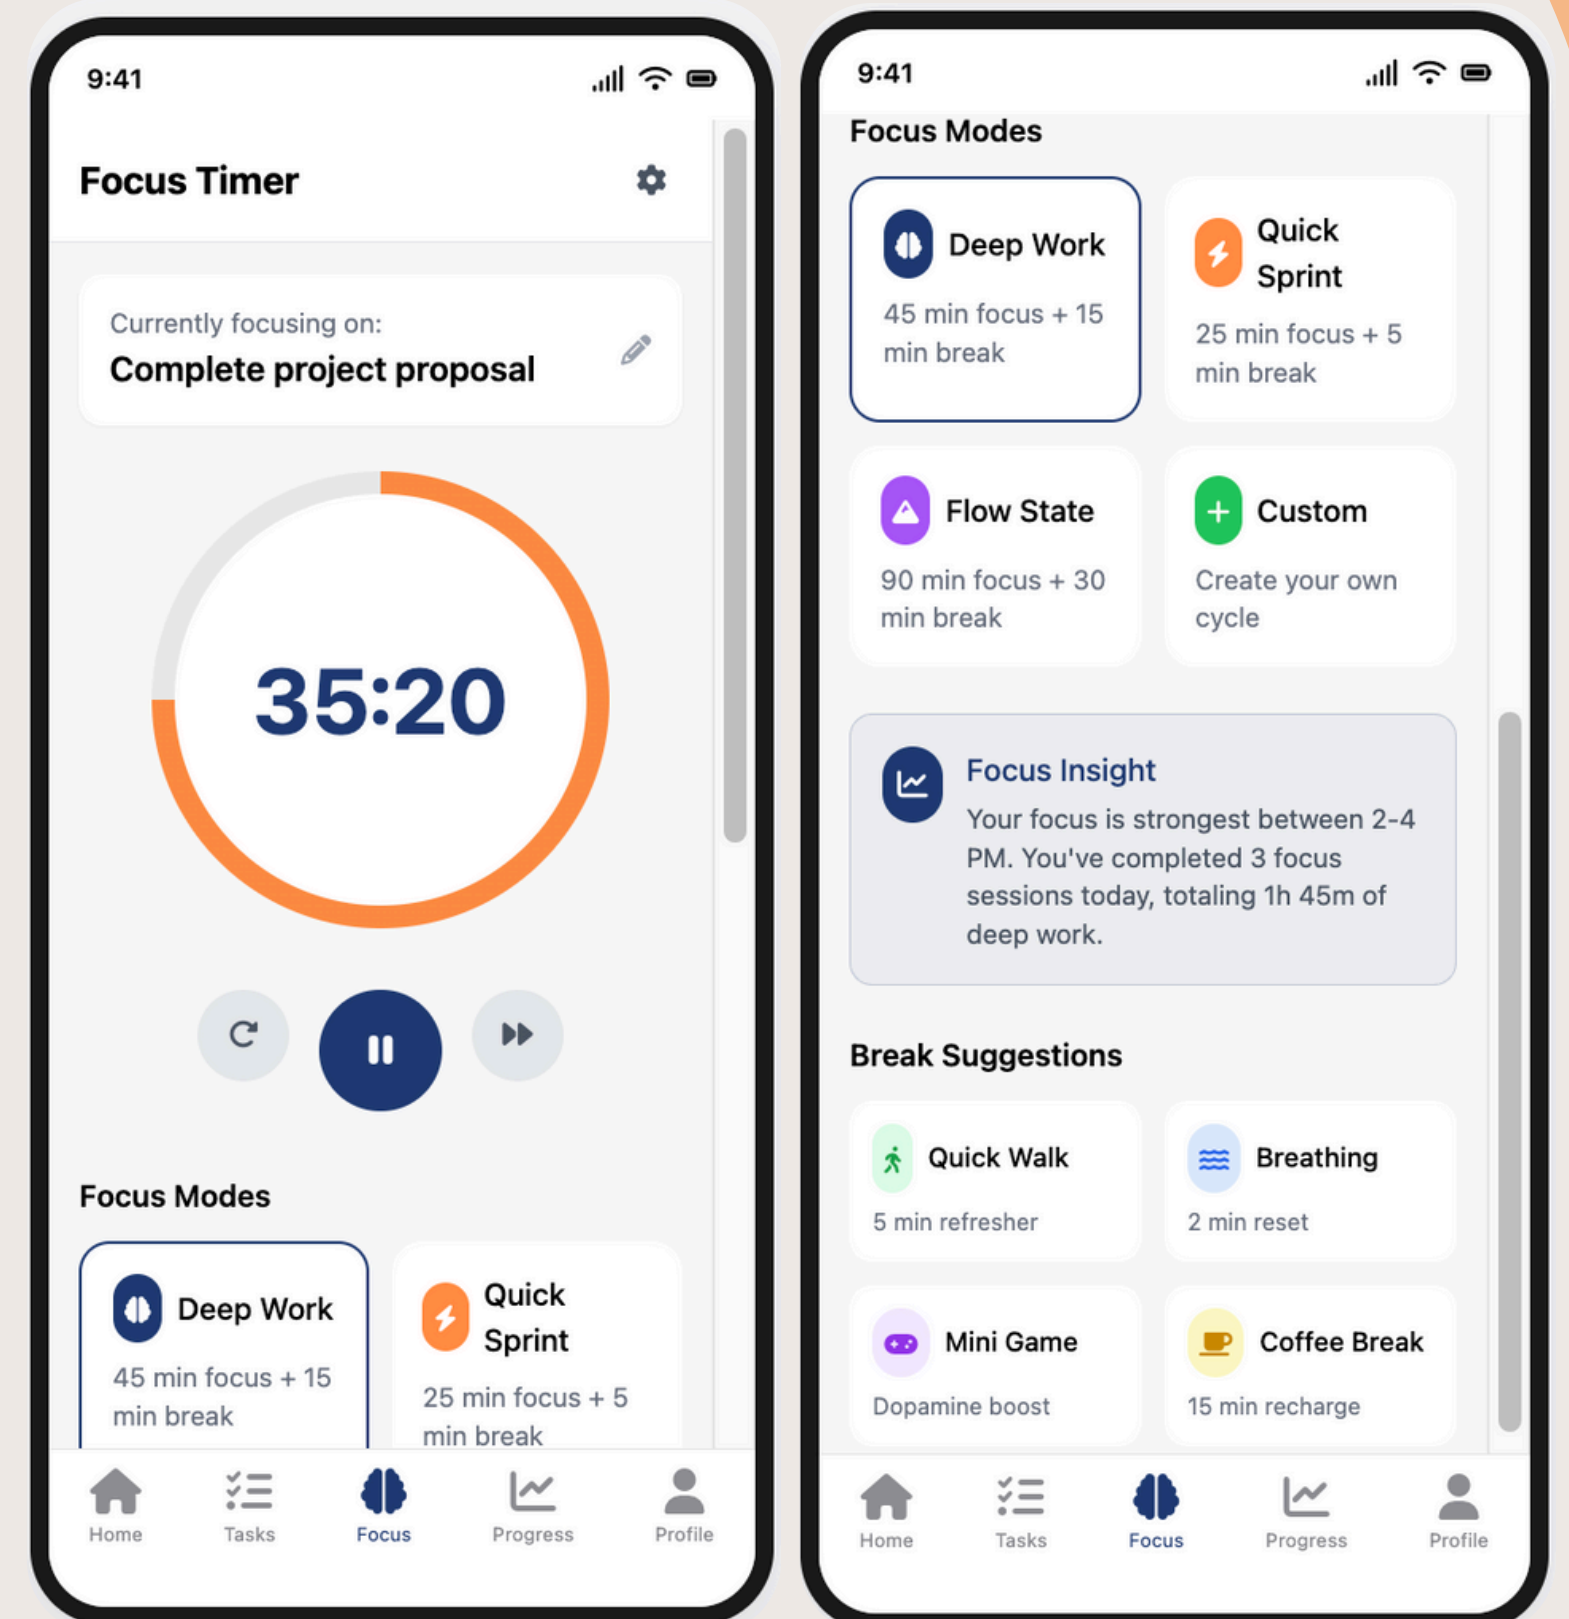 9:41
Focus Timer
Currently focusing on:
Complete project proposal
35:20
Focus Modes
Deep Work
45 min focus + 15
min break
Quick
Sprint
25 min focus + 5
min break
Home
Tasks
Focus
Progress
Profile
9:41
Focus Modes
Deep Work
45 min focus + 15
min break
Quick
Sprint
25 min focus + 5
min break
Flow State
90 min focus + 30
min break
Custom
Create your own
cycle
Focus Insight
Your focus is strongest between 2-4
PM. You've completed 3 focus
sessions today, totaling 1h 45m of
deep work.
Break Suggestions
Quick Walk
5 min refresher
Breathing
2 min reset
Mini Game
Dopamine boost
Coffee Break
15 min recharge
Home
Tasks
Focus
Progress
Profile